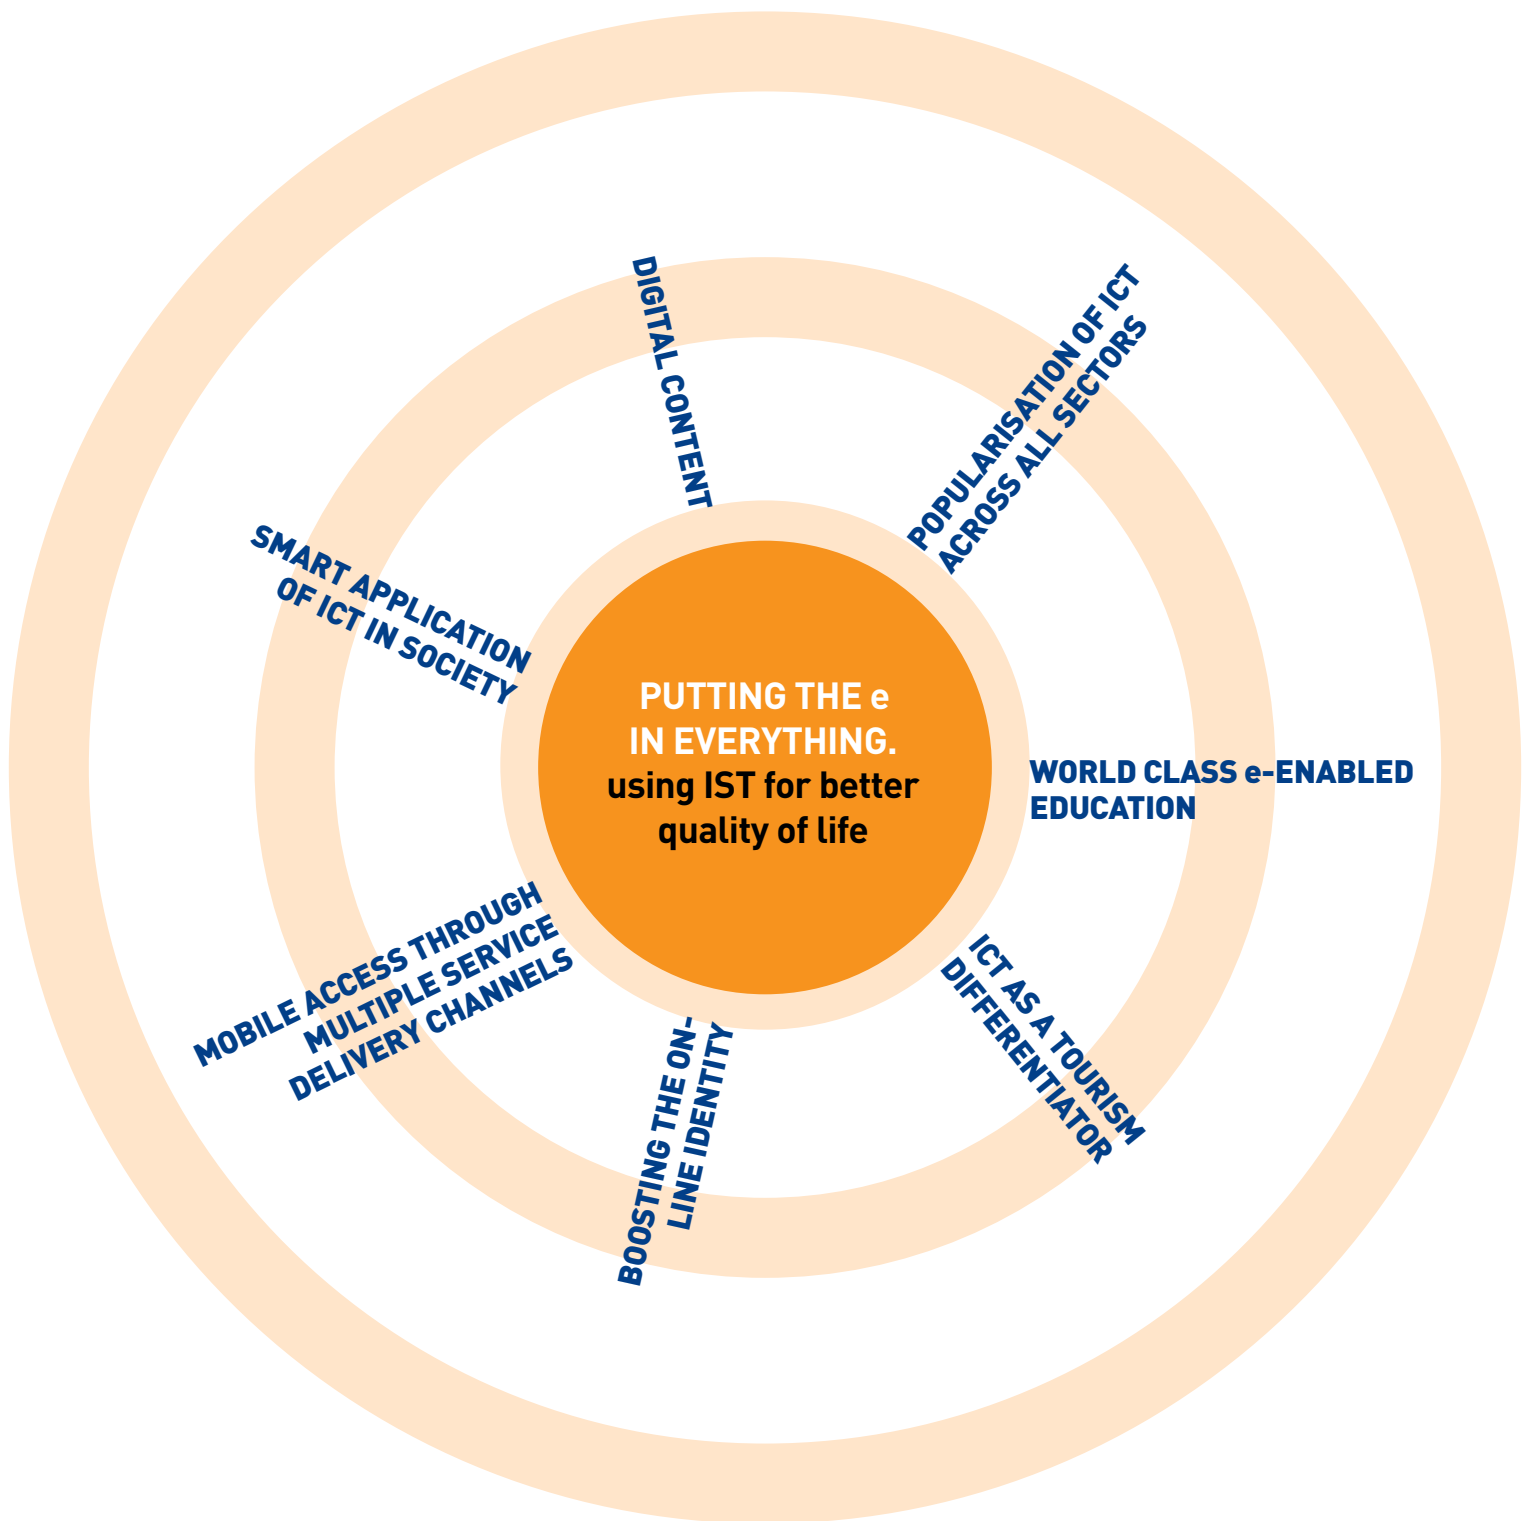 DIGITAL CONTENT
POPULARISATION OF ICT
ACROSS ALL SECTORS
SMART APPLICATION
OF ICT IN SOCIETY
PUTTING THE e
IN EVERYTHING.
using IST for better
quality of life
WORLD CLASS e-ENABLED
EDUCATION
MOBILE ACCESS THROUGH
MULTIPLE SERVICE
DELIVERY CHANNELS
BOOSTING THE ON-
LINE IDENTITY
ICT AS A TOURISM
DIFFERENTIATOR